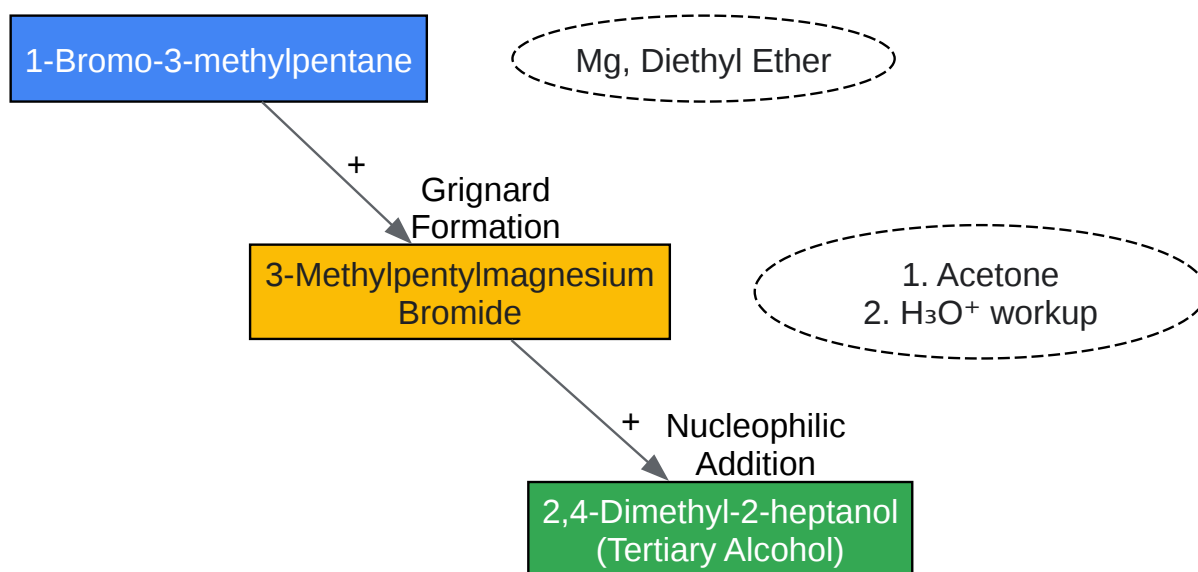 1-Bromo-3-methylpentane
Mg, Diethyl Ether
+
Grignard
Formation
3-Methylpentylmagnesium
Bromide
1. Acetone
2. H₃O⁺ workup
+
Nucleophilic
Addition
2,4-Dimethyl-2-heptanol
(Tertiary Alcohol)